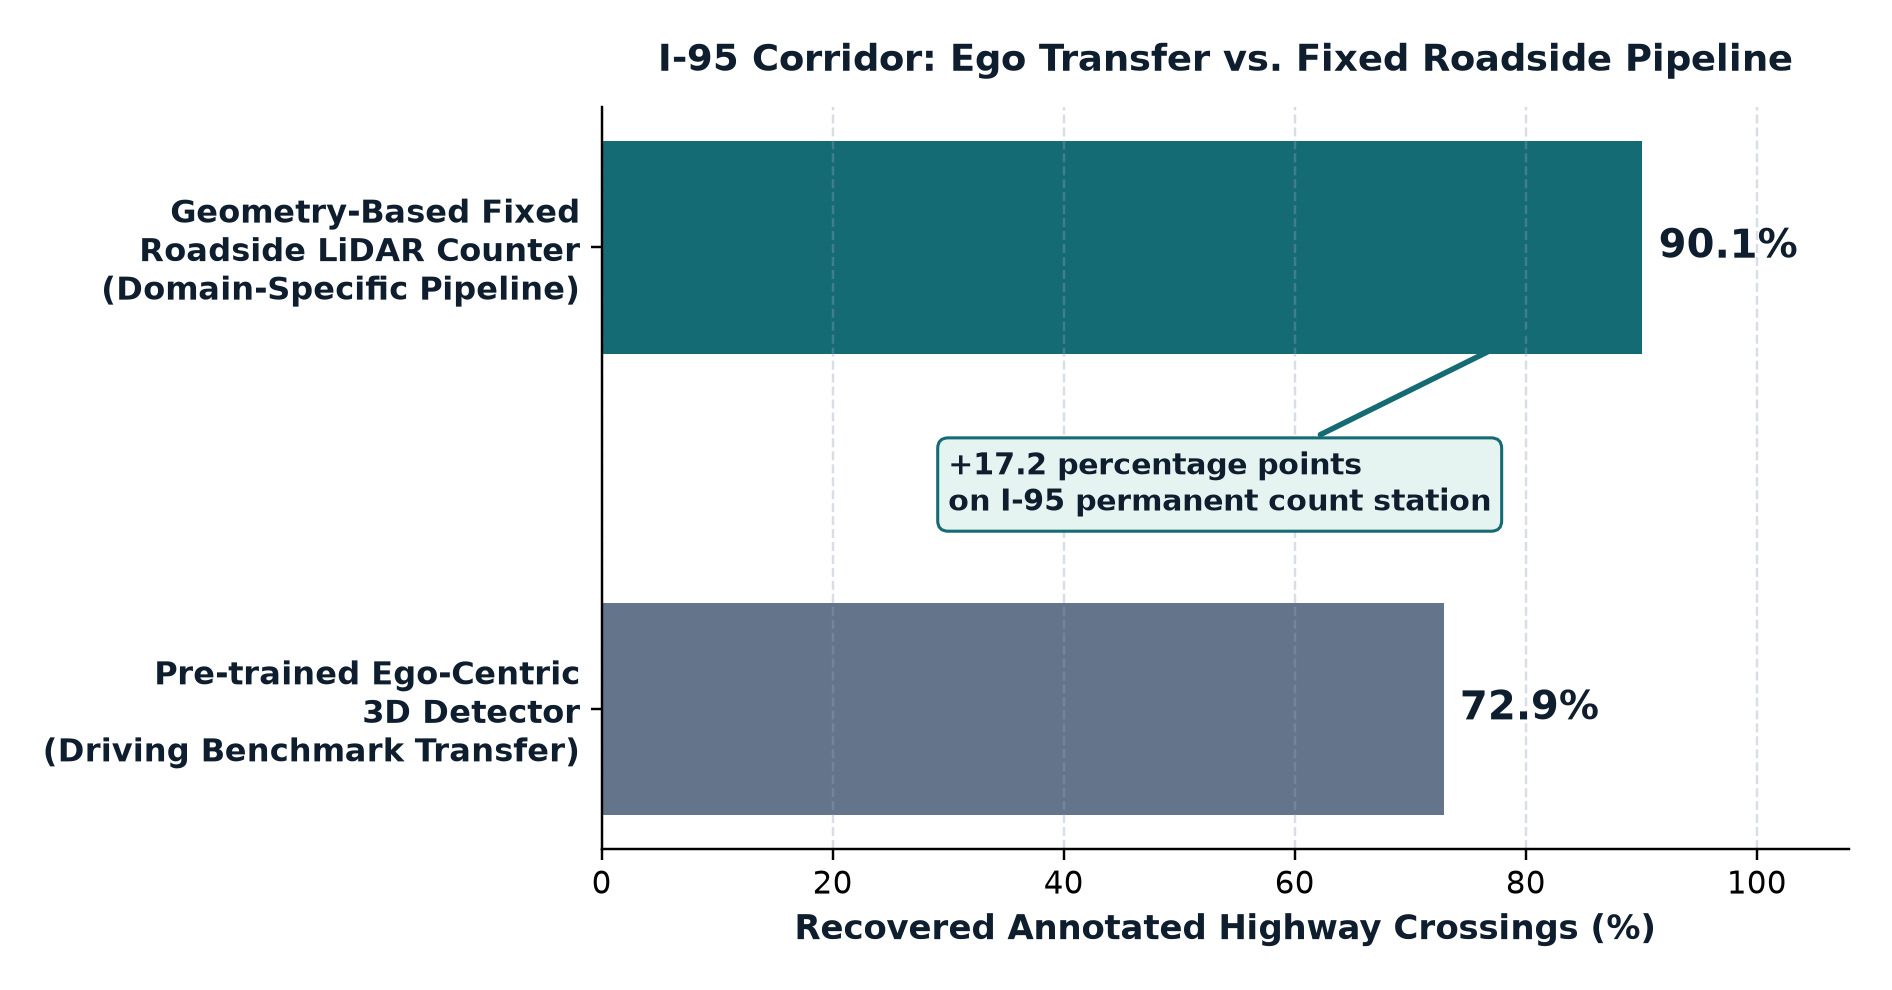 I-95 Corridor: Ego Transfer vs. Fixed Roadside Pipeline
Geometry-Based Fixed
Roadside LiDAR Counter
(Domain-Specific Pipeline)
90.1%
+17.2 percentage points
on I-95 permanent count station
Pre-trained Ego-Centric
3D Detector
(Driving Benchmark Transfer)
72.9%
0 20 40 60 80 100
Recovered Annotated Highway Crossings (%)